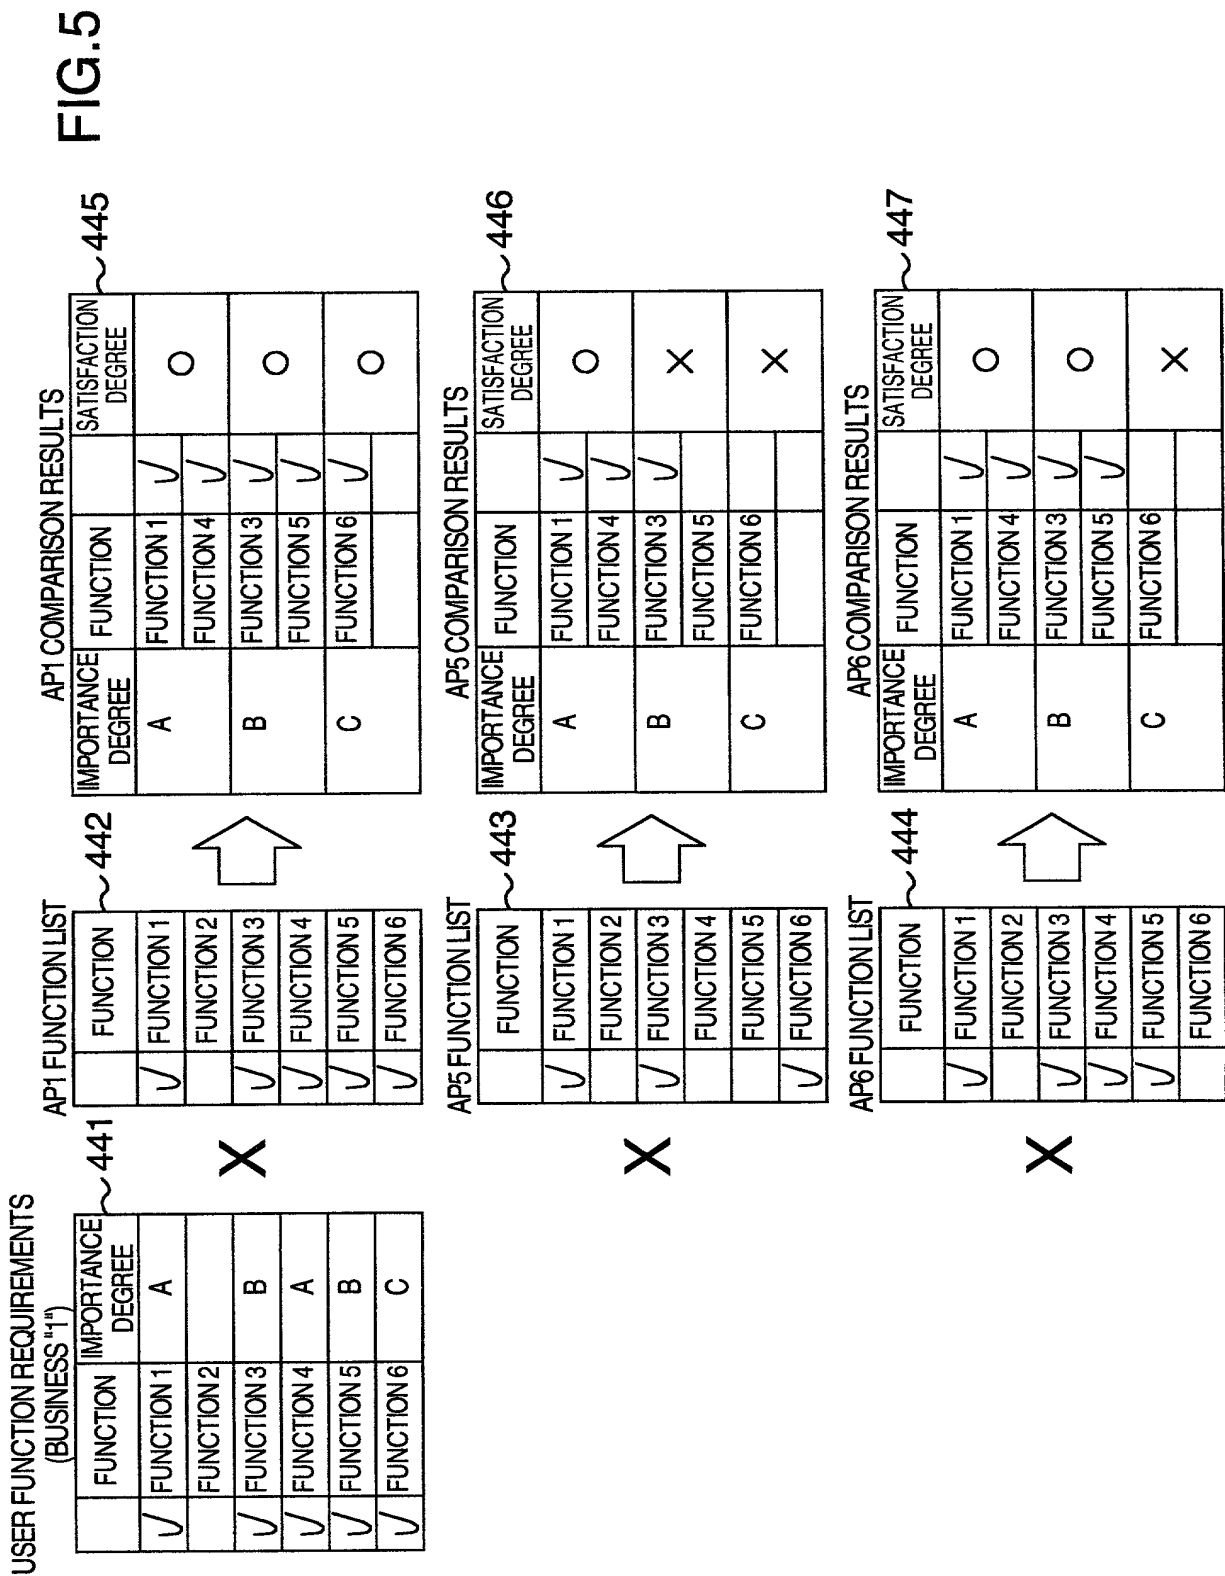 FIG.5
USER FUNCTION REQUIREMENTS
(BUSINESS "1")
441
FUNCTION
IMPORTANCE
DEGREE
FUNCTION 1 A
FUNCTION 2
FUNCTION 3 B
FUNCTION 4 A
FUNCTION 5 B
FUNCTION 6 C
X
AP1 FUNCTION LIST
442
FUNCTION
FUNCTION 1
FUNCTION 2
FUNCTION 3
FUNCTION 4
FUNCTION 5
FUNCTION 6
AP1 COMPARISON RESULTS
445
IMPORTANCE
DEGREE
FUNCTION
SATISFACTION
DEGREE
A FUNCTION 1 O
FUNCTION 4
B FUNCTION 3 O
FUNCTION 5
C FUNCTION 6 O
X
AP5 FUNCTION LIST
443
FUNCTION
FUNCTION 1
FUNCTION 2
FUNCTION 3
FUNCTION 4
FUNCTION 5
FUNCTION 6
AP5 COMPARISON RESULTS
446
IMPORTANCE
DEGREE
FUNCTION
SATISFACTION
DEGREE
A FUNCTION 1 O
FUNCTION 4
B FUNCTION 3 X
FUNCTION 5
C FUNCTION 6 X
X
AP6 FUNCTION LIST
444
FUNCTION
FUNCTION 1
FUNCTION 2
FUNCTION 3
FUNCTION 4
FUNCTION 5
FUNCTION 6
AP6 COMPARISON RESULTS
447
IMPORTANCE
DEGREE
FUNCTION
SATISFACTION
DEGREE
A FUNCTION 1 O
FUNCTION 4
B FUNCTION 3 O
FUNCTION 5
C FUNCTION 6 X